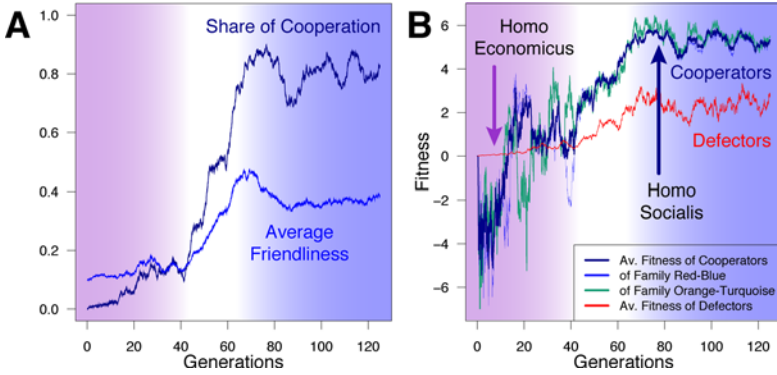 A
Share of Cooperation
Average
Friendliness
1.0
0.8
0.6
0.4
0.2
0.0
0 20 40 60 80 100 120
Generations
B
Homo
Economicus
Cooperators
Defectors
Homo
Socialis
Fitness
6
4
2
0
−2
−4
−6
Av. Fitness of Cooperators
of Family Red-Blue
of Family Orange-Turquoise
Av. Fitness of Defectors
0 20 40 60 80 100 120
Generations